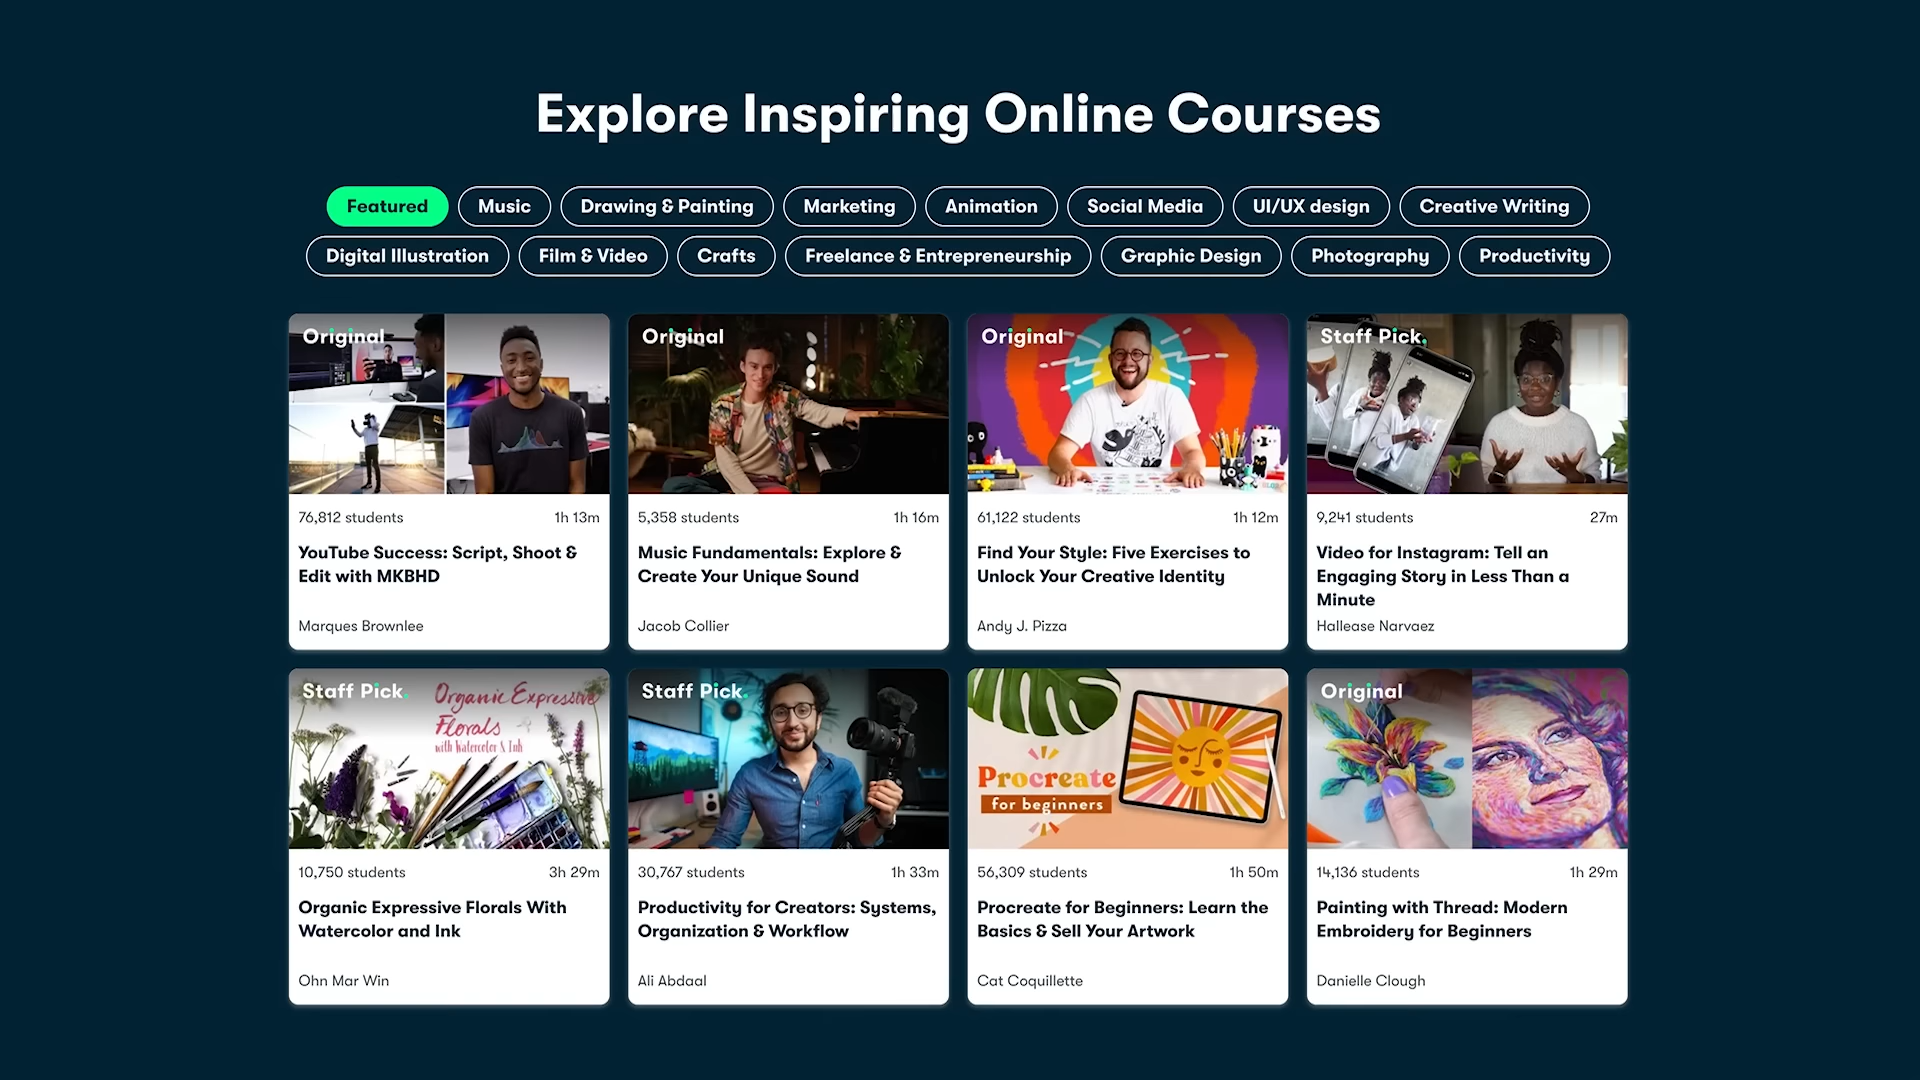 Explore Inspiring Online Courses
Featured
Music
Drawing & Painting
Marketing
Animation
Social Media
UI/UX design
Creative Writing
Digital Illustration
Film & Video
Crafts
Freelance & Entrepreneurship
Graphic Design
Photography
Productivity
Original
76,812 students 1h 13m
YouTube Success: Script, Shoot &
Edit with MKBHD
Marques Brownlee
Original
5,358 students 1h 16m
Music Fundamentals: Explore &
Create Your Unique Sound
Jacob Collier
Original
61,122 students 1h 12m
Find Your Style: Five Exercises to
Unlock Your Creative Identity
Andy J. Pizza
Staff Pick.
9,241 students 27m
Video for Instagram: Tell an
Engaging Story in Less Than a
Minute
Hallease Narvaez
Staff Pick.
Organic Expressive
Florals
with Watercolor & Ink
10,750 students 3h 29m
Organic Expressive Florals With
Watercolor and Ink
Ohn Mar Win
Staff Pick.
30,767 students 1h 33m
Productivity for Creators: Systems,
Organization & Workflow
Ali Abdaal
Procreate
for beginners
56,309 students 1h 50m
Procreate for Beginners: Learn the
Basics & Sell Your Artwork
Cat Coquillette
Original
14,136 students 1h 29m
Painting with Thread: Modern
Embroidery for Beginners
Danielle Clough